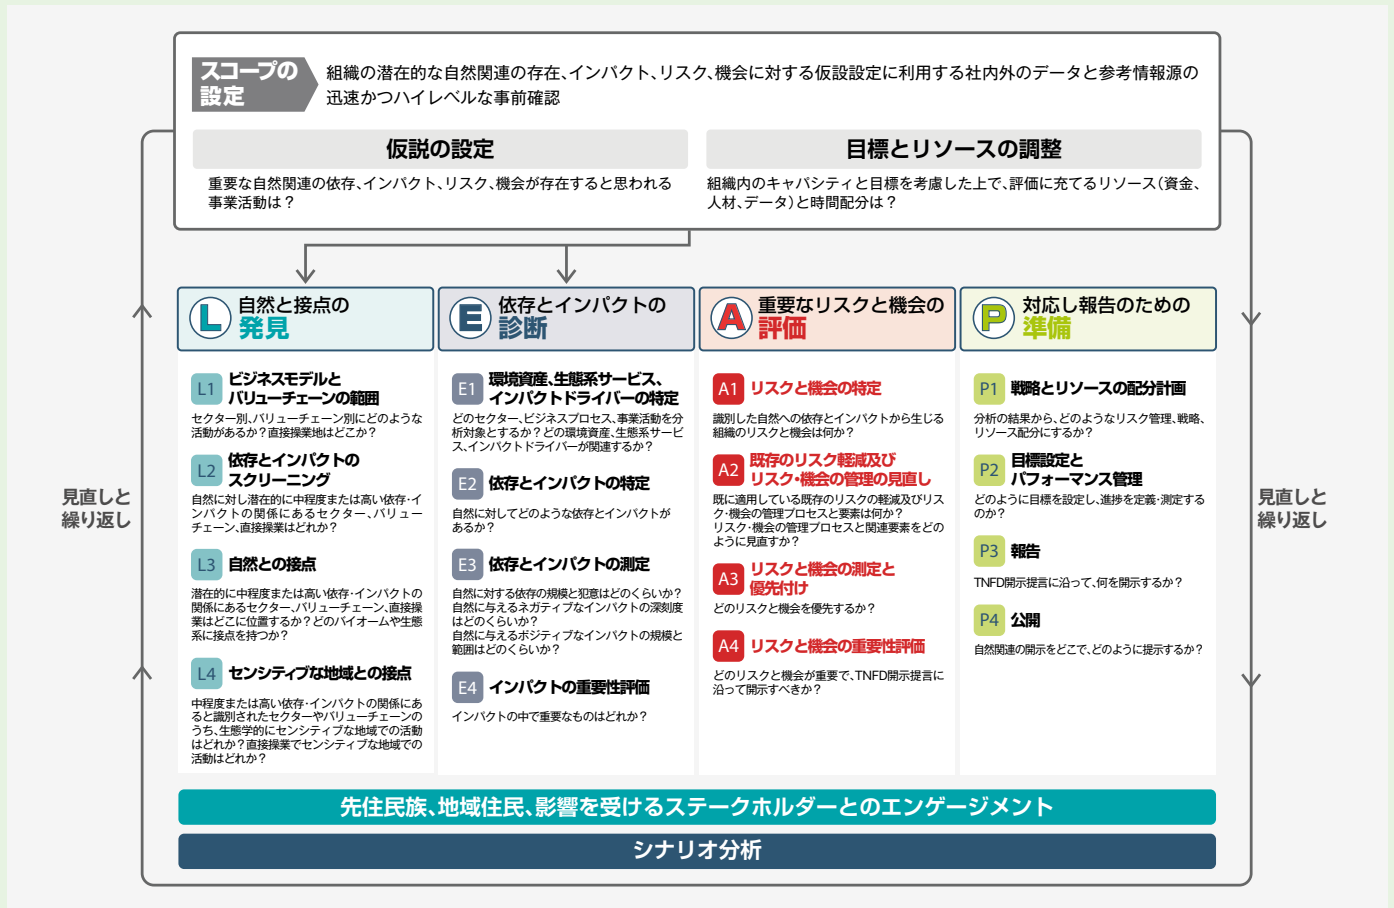 スコープの
設定
組織の潜在的な自然関連の存在、インパクト、リスク、機会に対する仮設設定に利用する社内外のデータと参考情報源の
迅速かつハイレベルな事前確認
仮説の設定
重要な自然関連の依存、インパクト、リスク、機会が存在すると思われる
事業活動は？
目標とリソースの調整
組織内のキャパシティと目標を考慮した上で、評価に充てるリソース（資金、
人材、データ）と時間配分は？
見直しと
繰り返し
L
自然と接点の
発見
L1
ビジネスモデルと
バリューチェーンの範囲
セクター別、バリューチェーン別にどのような
活動があるか？直接操業地はどこか？
L2
依存とインパクトの
スクリーニング
自然に対し潜在的に中程度または高い依存・イ
ンパクトの関係にあるセクター、バリュー
チェーン、直接操業はどれか？
L3
自然との接点
潜在的に中程度または高い依存・インパクトの
関係にあるセクター、バリューチェーン、直接操
業はどこに位置するか？どのバイオームや生態
系に接点を持つか？
L4
センシティブな地域との接点
中程度または高い依存・インパクトの関係にあ
ると識別されたセクターやバリューチェーンの
うち、生態学的にセンシティブな地域での活動
はどれか？直接操業でセンシティブな地域での
活動はどれか？
E
依存とインパクトの
診断
E1
環境資産、生態系サービス、
インパクトドライバーの特定
どのセクター、ビジネスプロセス、事業活動を分
析対象とするか？どの環境資産、生態系サービ
ス、インパクトドライバーが関連するか？
E2
依存とインパクトの特定
自然に対してどのような依存とインパクトが
あるか？
E3
依存とインパクトの測定
自然に対する依存の規模と犯意はどのくらいか？
自然に与えるネガティブなインパクトの深刻度
はどのくらいか？
自然に与えるポジティブなインパクトの規模と
範囲はどのくらいか？
E4
インパクトの重要性評価
インパクトの中で重要なものはどれか？
A
重要なリスクと機会の
評価
A1
リスクと機会の特定
識別した自然への依存とインパクトから生じる
組織のリスクと機会は何か？
A2
既存のリスク軽減及び
リスク・機会の管理の見直し
既に適用している既存のリスクの軽減及びリス
ク・機会の管理プロセスと要素は何か？
リスク・機会の管理プロセスと関連要素をどの
ように見直すか？
A3
リスクと機会の測定と
優先付け
どのリスクと機会を優先するか？
A4
リスクと機会の重要性評価
どのリスクと機会が重要で、TNFD開示提言に
沿って開示すべきか？
P
対応し報告のための
準備
P1
戦略とリソースの配分計画
分析の結果から、どのようなリスク管理、戦略、
リソース配分にするか？
P2
目標設定と
パフォーマンス管理
どのように目標を設定し、進捗を定義・測定する
のか？
P3
報告
TNFD開示提言に沿って、何を開示するか？
P4
公開
自然関連の開示をどこで、どのように提示するか？
見直しと
繰り返し
先住民族、地域住民、影響を受けるステークホルダーとのエンゲージメント
シナリオ分析